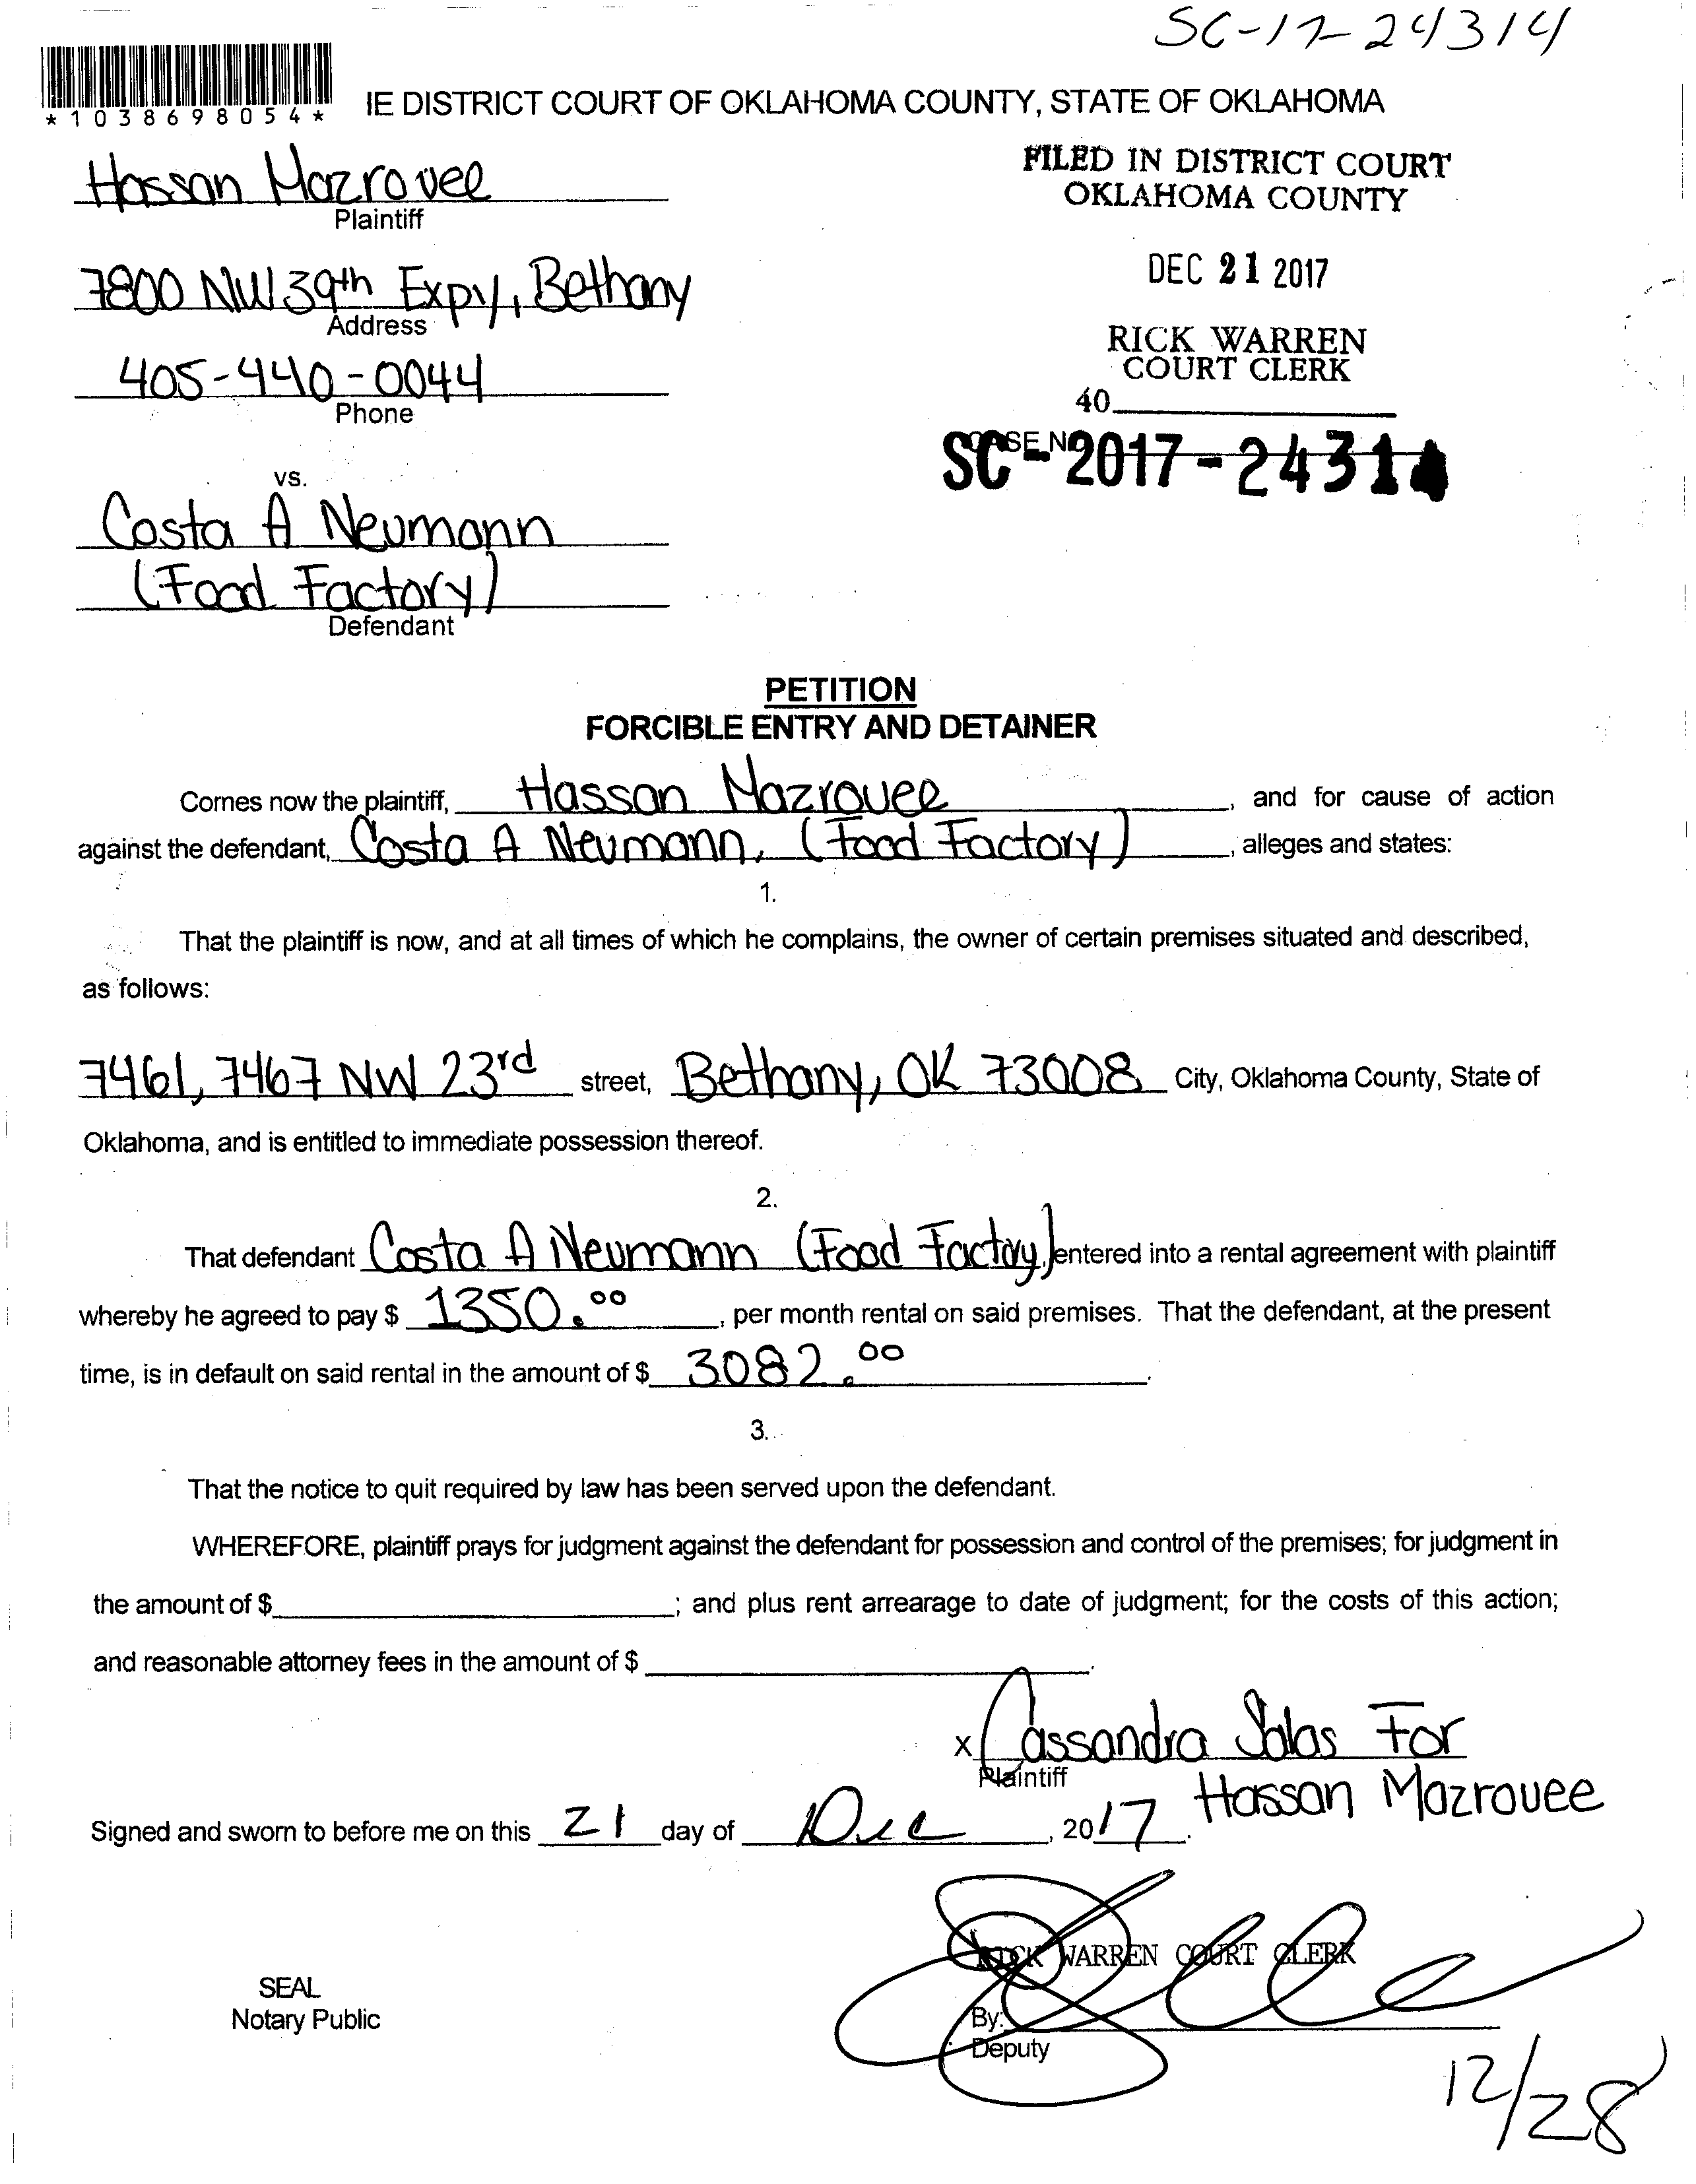 SC-17-24314
*1038698054*
IE DISTRICT COURT OF OKLAHOMA COUNTY, STATE OF OKLAHOMA
Hassan Mazrouee
Plaintiff
7800 NW 39th Expy, Bethany
Address
405-440-0044
Phone
vs.
Costa A Neumann
(Food Factory)
Defendant
FILED IN DISTRICT COURT
OKLAHOMA COUNTY
DEC 21 2017
RICK WARREN
COURT CLERK
40
CASE NO
SC-2017-24314
PETITION
FORCIBLE ENTRY AND DETAINER
Comes now the plaintiff, Hassan Mazrouee, and for cause of action
against the defendant, Costa A Neumann, (Food Factory), alleges and states:
1.
That the plaintiff is now, and at all times of which he complains, the owner of certain premises situated and described,
as follows:
7461, 7467 NW 23rd street, Bethany, OK 73008 City, Oklahoma County, State of
Oklahoma, and is entitled to immediate possession thereof.
2.
That defendant Costa A Neumann (Food Factory,) entered into a rental agreement with plaintiff
whereby he agreed to pay $ 1350.00, per month rental on said premises. That the defendant, at the present
time, is in default on said rental in the amount of $ 3082.00.
3.
That the notice to quit required by law has been served upon the defendant.
WHEREFORE, plaintiff prays for judgment against the defendant for possession and control of the premises; for judgment in
the amount of $ ; and plus rent arrearage to date of judgment; for the costs of this action;
and reasonable attorney fees in the amount of $ .
x Cassandra Salas For
Plaintiff
Hassan Mazrouee
Signed and sworn to before me on this 21 day of Dec, 2017.
RICK WARREN COURT CLERK
SEAL
Notary Public
By:
Deputy
12/28